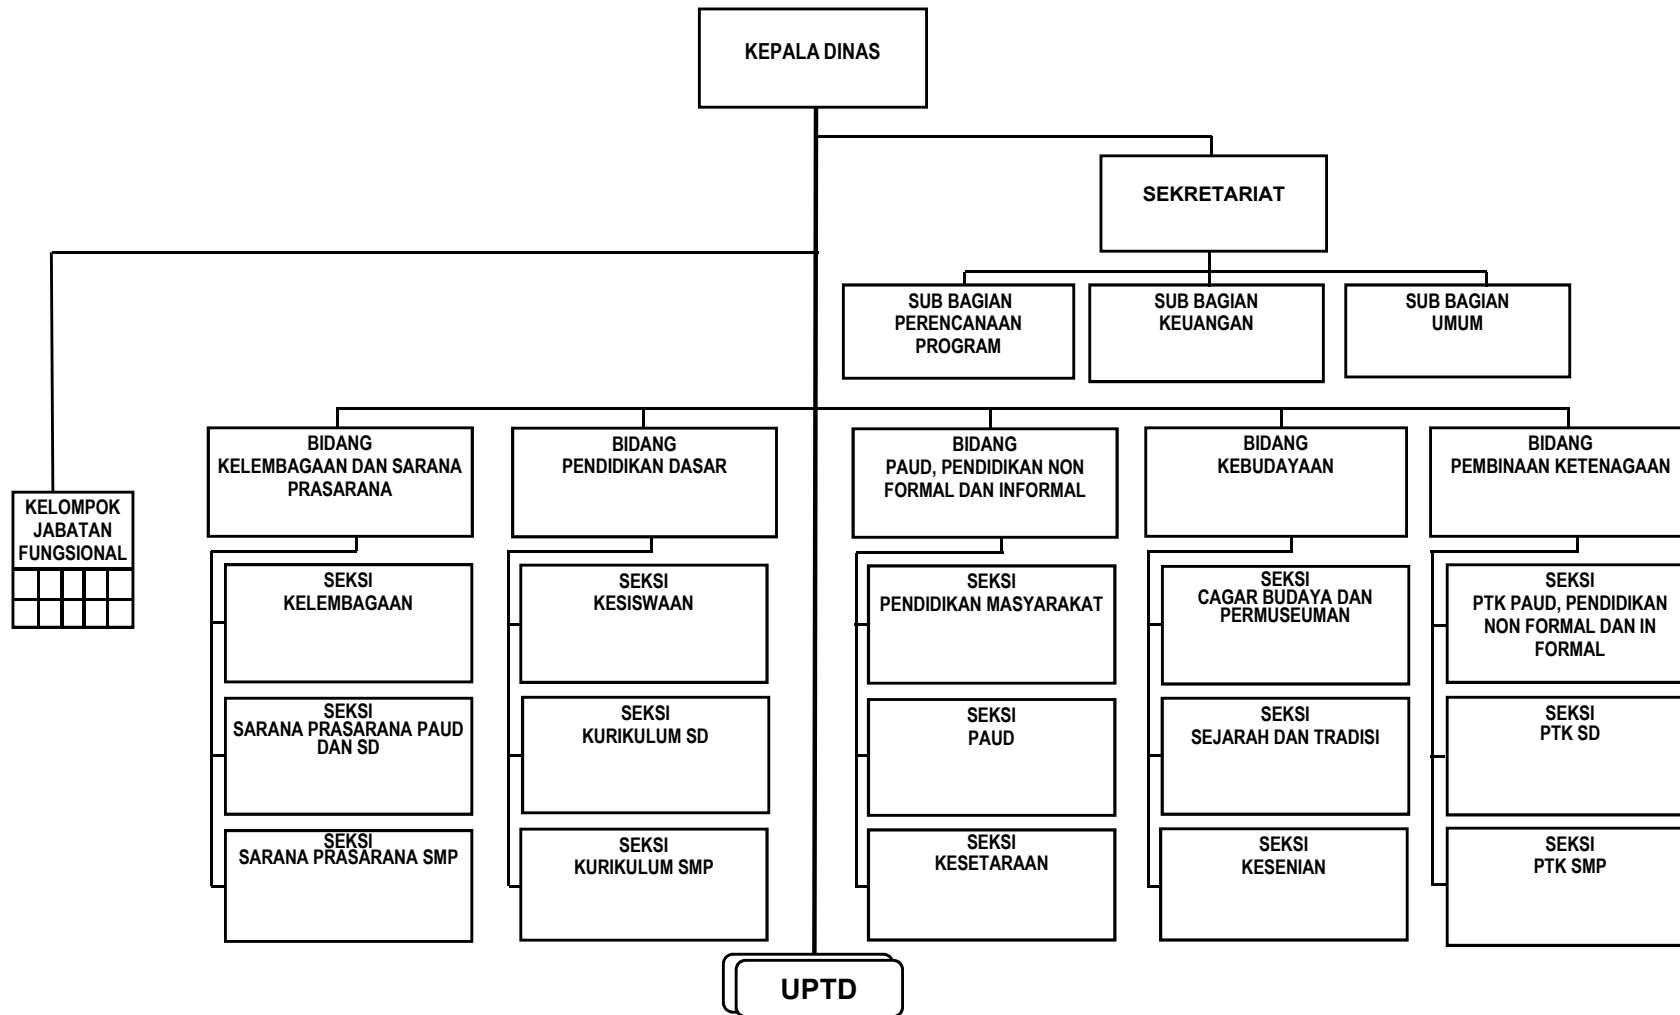 KEPALA DINAS
SEKRETARIAT
SUB BAGIAN
PERENCANAAN
PROGRAM
SUB BAGIAN
KEUANGAN
SUB BAGIAN
UMUM
KELOMPOK
JABATAN
FUNGSIONAL
BIDANG
KELEMBAGAAN DAN SARANA
PRASARANA
SEKSI
KELEMBAGAAN
SEKSI
SARANA PRASARANA PAUD
DAN SD
SEKSI
SARANA PRASARANA SMP
BIDANG
PENDIDIKAN DASAR
SEKSI
KESISWAAN
SEKSI
KURIKULUM SD
SEKSI
KURIKULUM SMP
BIDANG
PAUD, PENDIDIKAN NON
FORMAL DAN INFORMAL
SEKSI
PENDIDIKAN MASYARAKAT
SEKSI
PAUD
SEKSI
KESETARAAN
BIDANG
KEBUDAYAAN
SEKSI
CAGAR BUDAYA DAN
PERMUSEUMAN
SEKSI
SEJARAH DAN TRADISI
SEKSI
KESENIAN
BIDANG
PEMBINAAN KETENAGAAN
SEKSI
PTK PAUD, PENDIDIKAN
NON FORMAL DAN IN
FORMAL
SEKSI
PTK SD
SEKSI
PTK SMP
UPTD